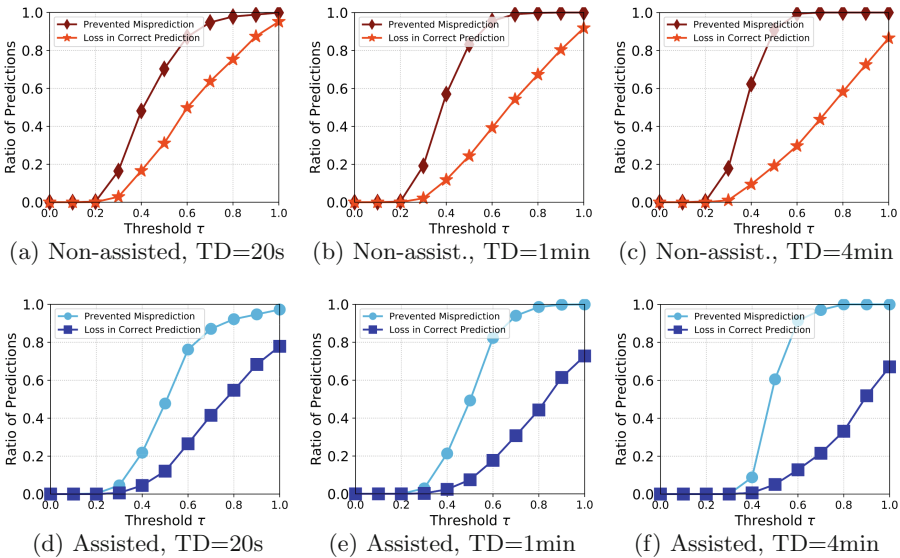 Ratio of Predictions
1.0
0.8
0.6
0.4
0.2
0.0
Prevented Misprediction
Loss in Correct Prediction
0.0 0.2 0.4 0.6 0.8 1.0
Threshold τ
(a) Non-assisted, TD=20s
Ratio of Predictions
1.0
0.8
0.6
0.4
0.2
0.0
Prevented Misprediction
Loss in Correct Prediction
0.0 0.2 0.4 0.6 0.8 1.0
Threshold τ
(b) Non-assist., TD=1min
Ratio of Predictions
1.0
0.8
0.6
0.4
0.2
0.0
Prevented Misprediction
Loss in Correct Prediction
0.0 0.2 0.4 0.6 0.8 1.0
Threshold τ
(c) Non-assist., TD=4min
Ratio of Predictions
1.0
0.8
0.6
0.4
0.2
0.0
Prevented Misprediction
Loss in Correct Prediction
0.0 0.2 0.4 0.6 0.8 1.0
Threshold τ
(d) Assisted, TD=20s
Ratio of Predictions
1.0
0.8
0.6
0.4
0.2
0.0
Prevented Misprediction
Loss in Correct Prediction
0.0 0.2 0.4 0.6 0.8 1.0
Threshold τ
(e) Assisted, TD=1min
Ratio of Predictions
1.0
0.8
0.6
0.4
0.2
0.0
Prevented Misprediction
Loss in Correct Prediction
0.0 0.2 0.4 0.6 0.8 1.0
Threshold τ
(f) Assisted, TD=4min